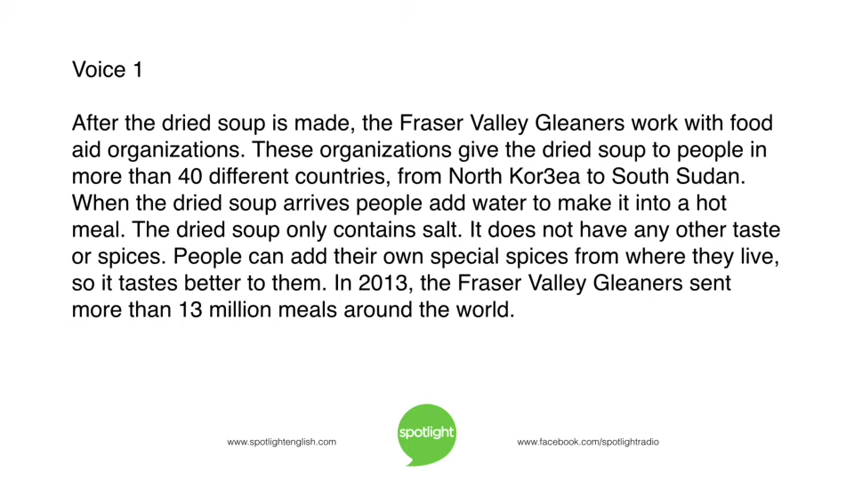 Voice 1
After the dried soup is made, the Fraser Valley Gleaners work with food
aid organizations. These organizations give the dried soup to people in
more than 40 different countries, from North Kor3ea to South Sudan.
When the dried soup arrives people add water to make it into a hot
meal. The dried soup only contains salt. It does not have any other taste
or spices. People can add their own special spices from where they live,
so it tastes better to them. In 2013, the Fraser Valley Gleaners sent
more than 13 million meals around the world.
www.spotlightenglish.com
spotlight
www.facebook.com/spotlightradio